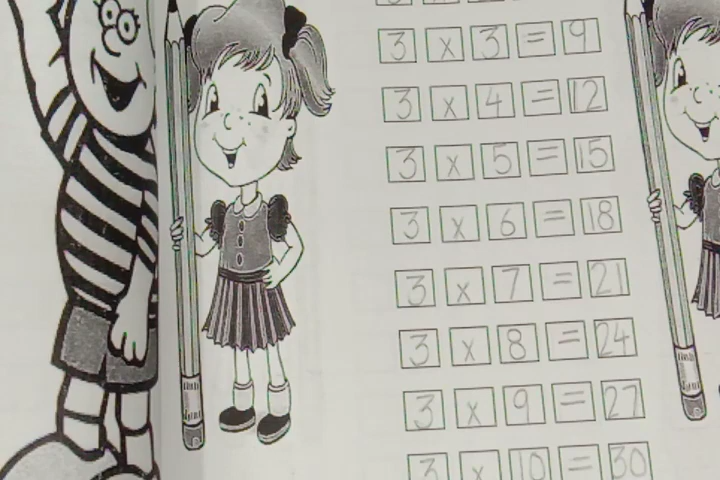 3 x 3 = 9
3 x 4 = 12
3 x 5 = 15
3 x 6 = 18
3 x 7 = 21
3 x 8 = 24
3 x 9 = 27
3 x 10 = 30